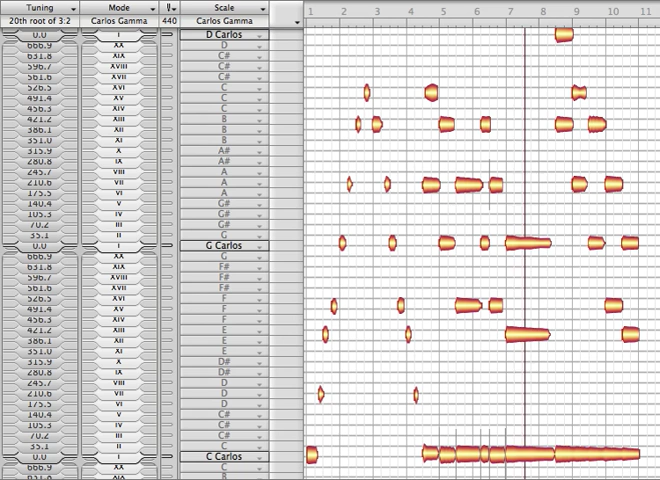 Tuning Mode Scale 1 2 3 4 5 6 7 8 9 10 11
20th root of 3:2 Carlos Gamma 440 Carlos Gamma
0.0 I D Carlos
666.9 XX D
631.8 XIX C#
596.7 XVIII C#
561.6 XVII C#
526.5 XVI C
491.4 XV C
456.3 XIV C
421.2 XIII B
386.1 XII B
351.0 XI B
315.9 X A#
280.8 IX A#
245.7 VIII A
210.6 VII A
175.5 VI A
140.4 V G#
105.3 IV G#
70.2 III G#
35.1 II G
0.0 I G Carlos
666.9 XX G
631.8 XIX F#
596.7 XVIII F#
561.6 XVII F#
526.5 XVI F
491.4 XV F
456.3 XIV F
421.2 XIII E
386.1 XII E
351.0 XI E
315.9 X D#
280.8 IX D#
245.7 VIII D
210.6 VII D
175.5 VI D
140.4 V C#
105.3 IV C#
70.2 III C#
35.1 II C
0.0 I C Carlos
666.9 XX C
631.8 XIX B